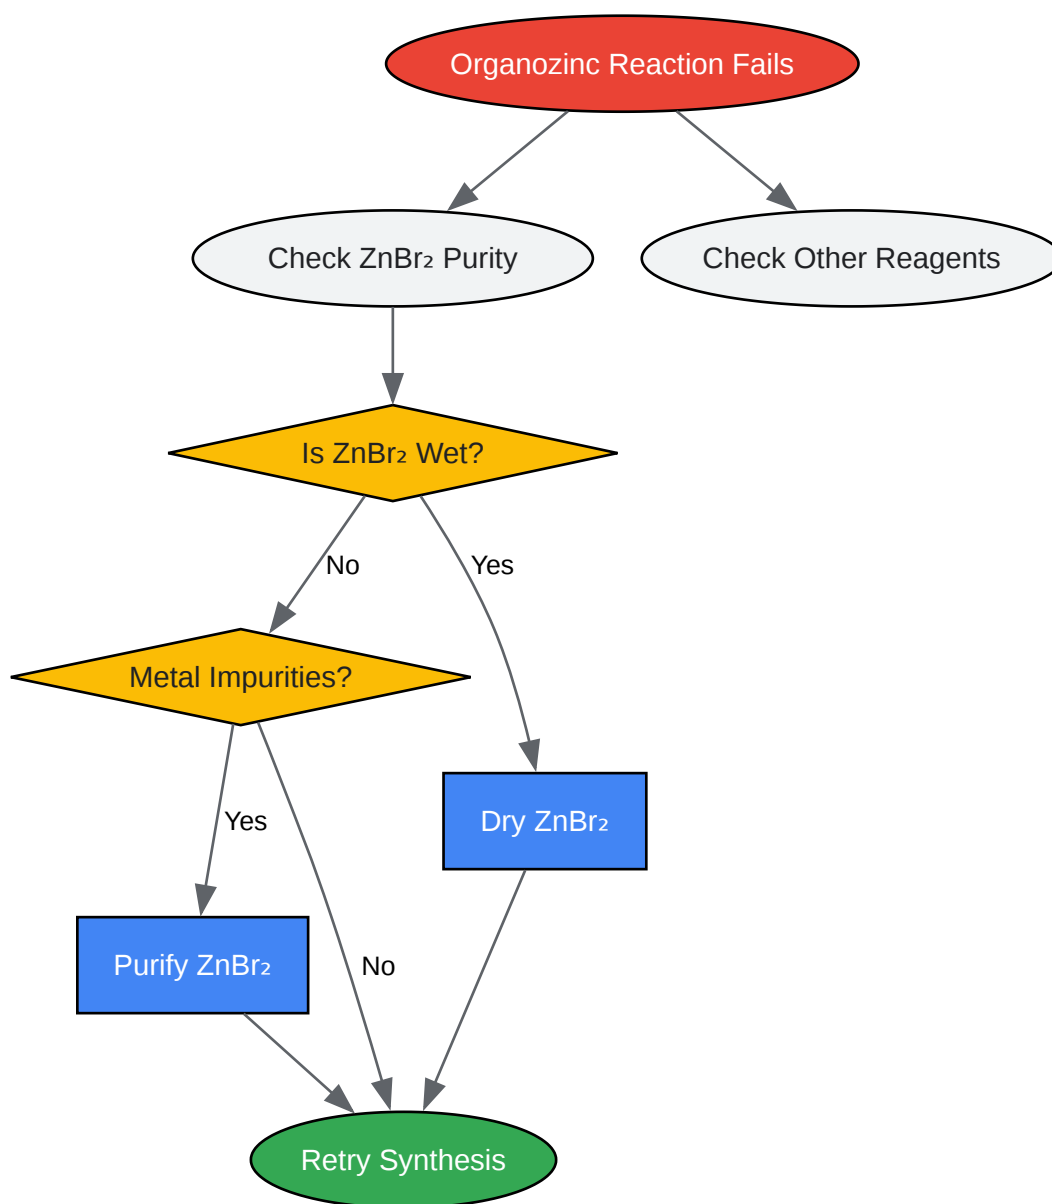 Organozinc Reaction Fails
Check ZnBr₂ Purity
Check Other Reagents
Is ZnBr₂ Wet?
No
Yes
Metal Impurities?
Yes
Dry ZnBr₂
Purify ZnBr₂
No
Retry Synthesis